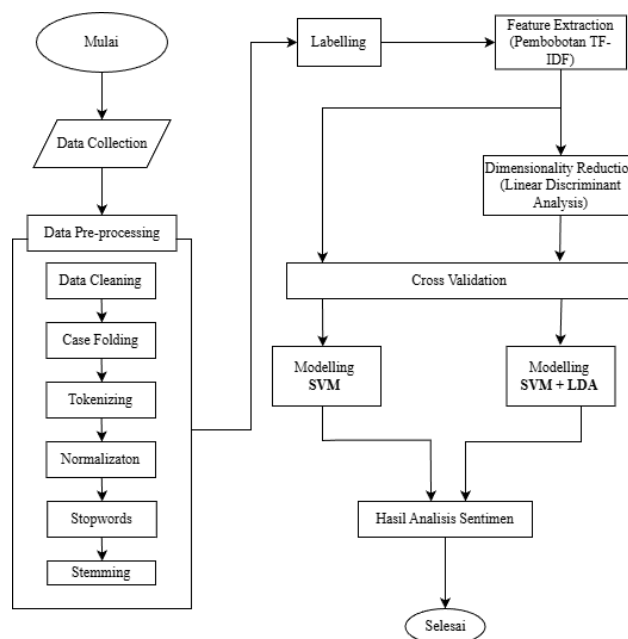 Mulai
Data Collection
Data Pre-processing
Data Cleaning
Case Folding
Tokenizing
Normalizaton
Stopwords
Stemming
Labelling
Feature Extraction
(Pembobotan TF-
IDF)
Dimensionality Reduction
(Linear Discriminant
Analysis)
Cross Validation
Modelling
SVM
Modelling
SVM + LDA
Hasil Analisis Sentimen
Selesai